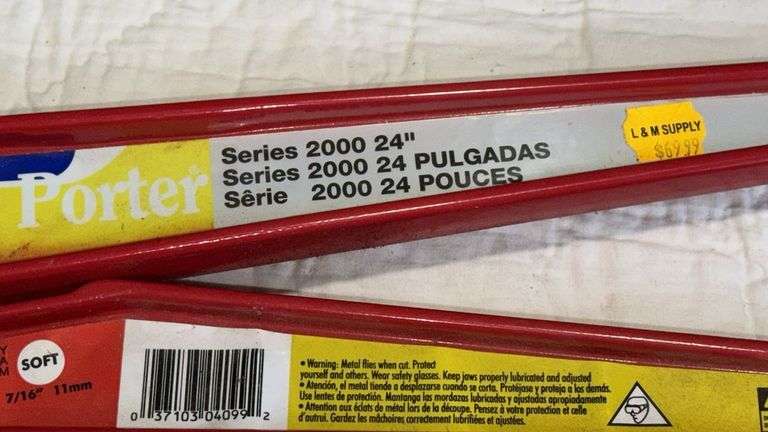 Porter
Series 2000 24"
Series 2000 24 PULGADAS
Sêrie 2000 24 POUCES
L & M SUPPLY
$69.99
SOFT
7/16" 11mm
0 37103 04099 2
• Warning: Metal flies when cut. Protect
yourself and others. Wear safety glasses. Keep jaws properly lubricated and adjusted
• Atención, el metal tiende a desplazarse cuando se corta. Protéjase y proteja a los demás.
Use lentes de protección. Mantanga las mordazas lubricadas y ajustadas apropiadamente
• Attention aux éclats de métal lors de la découpe. Pensez à votre protection et celle
d'autrui. Gardez les mâchoires correctement lubrifiées et ajustées.